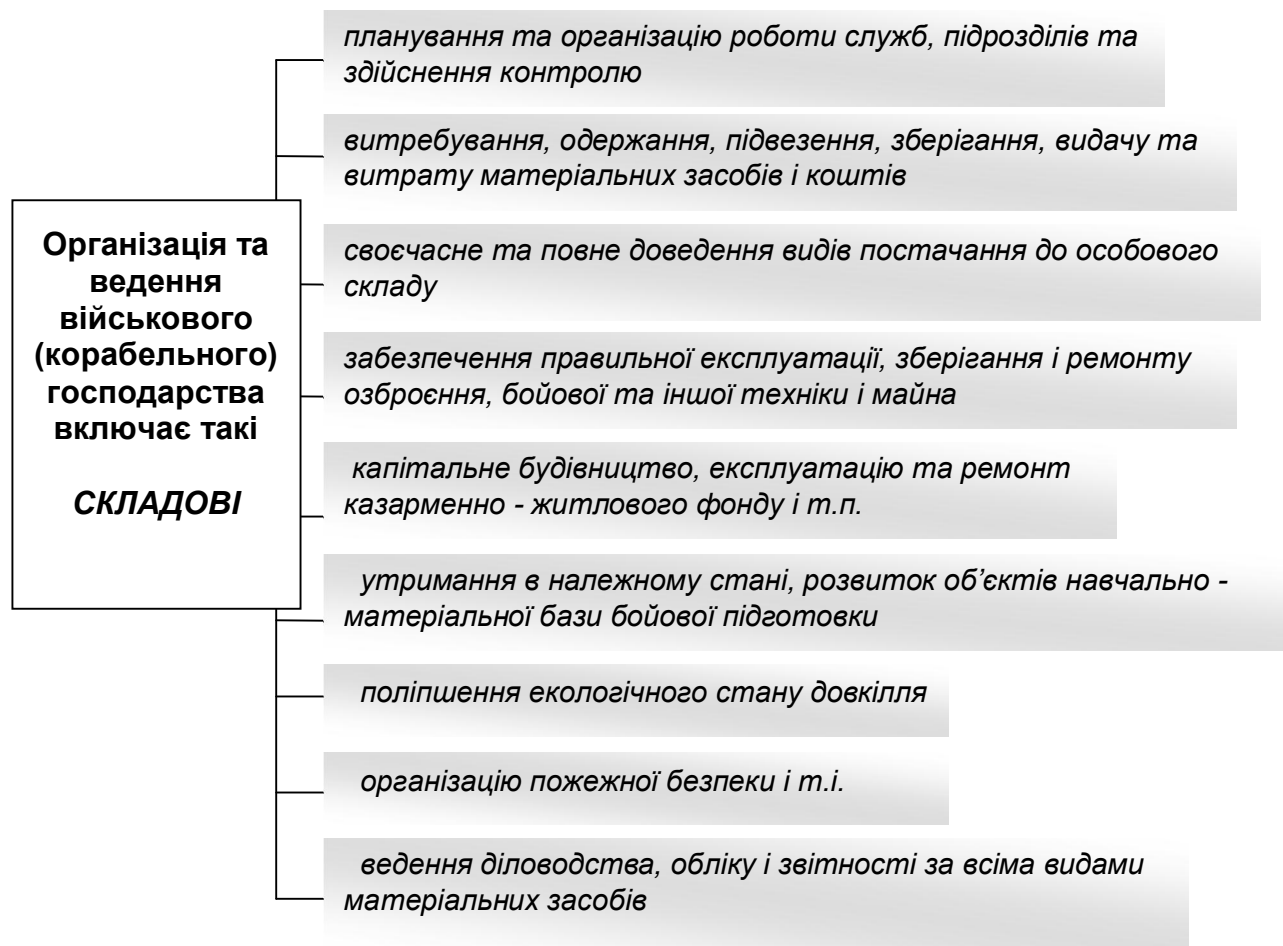 Організація та
ведення
військового
(корабельного)
господарства
включає такі
СКЛАДОВІ
планування та організацію роботи служб, підрозділів та
здійснення контролю
витребування, одержання, підвезення, зберігання, видачу та
витрату матеріальних засобів і коштів
своєчасне та повне доведення видів постачання до особового
складу
забезпечення правильної експлуатації, зберігання і ремонту
озброєння, бойової та іншої техніки і майна
капітальне будівництво, експлуатацію та ремонт
казарменно - житлового фонду і т.п.
утримання в належному стані, розвиток об’єктів навчально -
матеріальної бази бойової підготовки
поліпшення екологічного стану довкілля
організацію пожежної безпеки і т.і.
ведення діловодства, обліку і звітності за всіма видами
матеріальних засобів